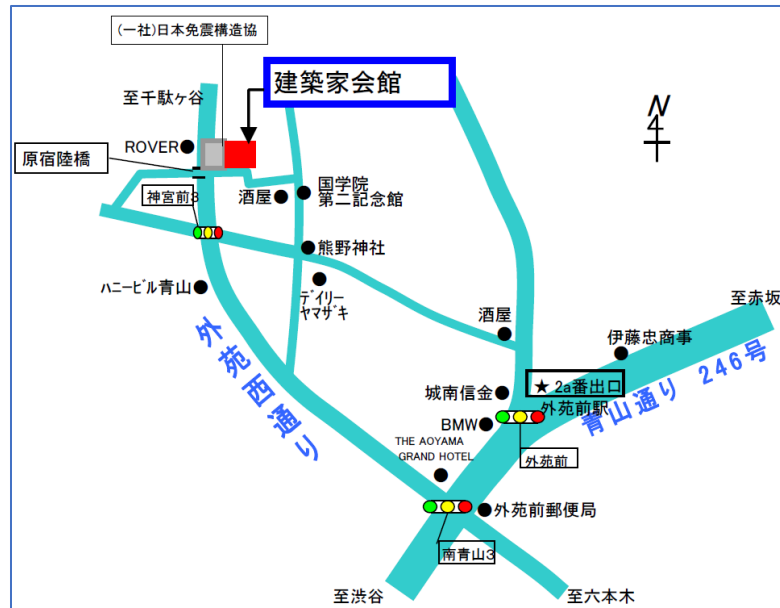 (一社)日本免震構造協
建築家会館
至千駄ヶ谷
N
ROVER
原宿陸橋
神宮前3
酒屋
国学院
第二記念館
熊野神社
ハニービル青山
デイリー
ヤマザキ
外苑西通り
酒屋
至赤坂
伊藤忠商事
青山通り 246号
★ 2a番出口
外苑前駅
城南信金
BMW
外苑前
THE AOYAMA
GRAND HOTEL
外苑前郵便局
南青山3
至渋谷
至六本木